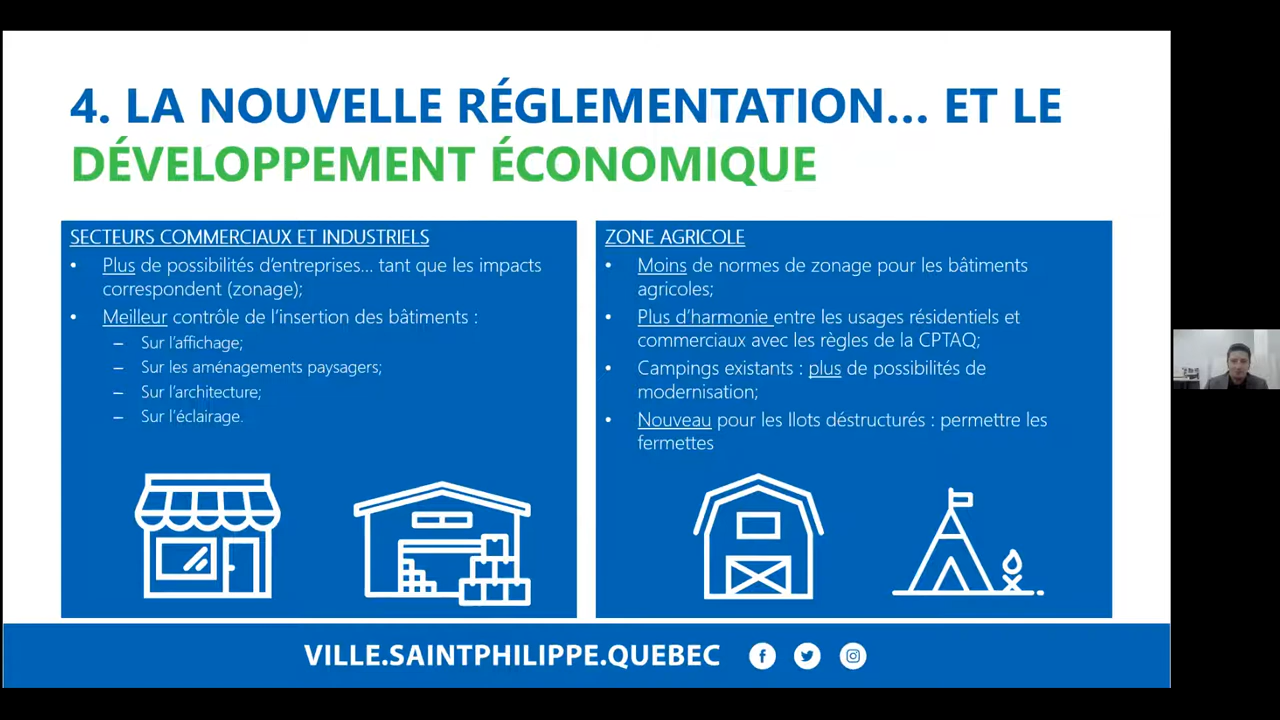 4. LA NOUVELLE RÉGLEMENTATION... ET LE
DÉVELOPPEMENT ÉCONOMIQUE
SECTEURS COMMERCIAUX ET INDUSTRIELS
• Plus de possibilités d'entreprises... tant que les impacts
correspondent (zonage);
• Meilleur contrôle de l'insertion des bâtiments :
– Sur l'affichage;
– Sur les aménagements paysagers;
– Sur l'architecture;
– Sur l'éclairage.
ZONE AGRICOLE
• Moins de normes de zonage pour les bâtiments
agricoles;
• Plus d'harmonie entre les usages résidentiels et
commerciaux avec les règles de la CPTAQ;
• Campings existants : plus de possibilités de
modernisation;
• Nouveau pour les llots déstructurés : permettre les
fermettes
VILLE.SAINTPHILIPPE.QUEBEC